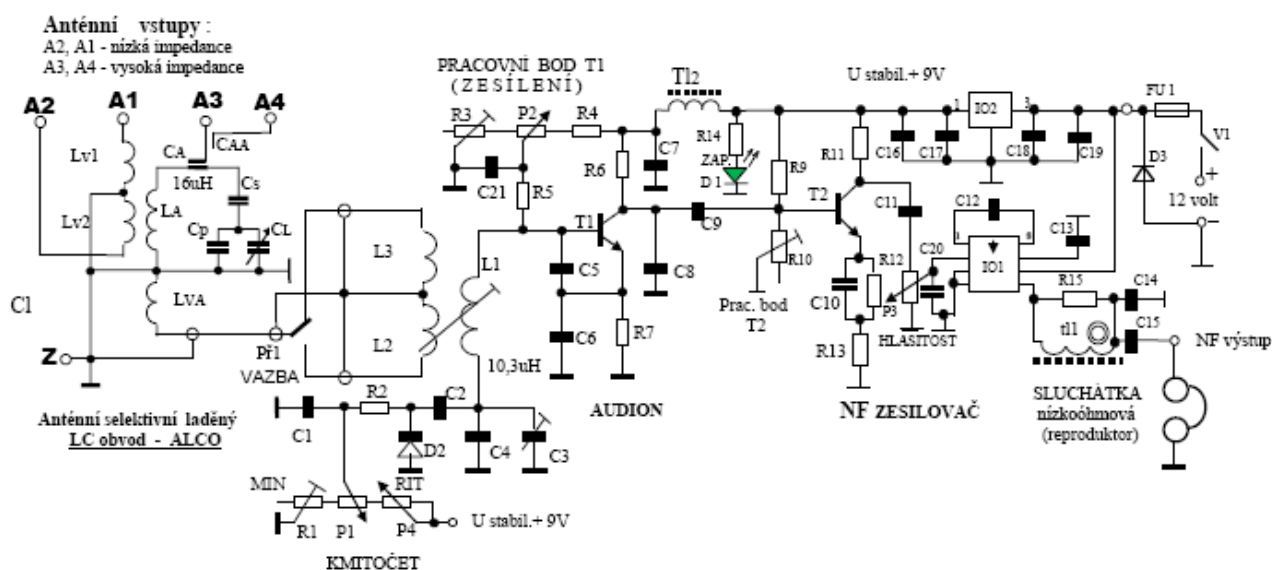 Anténní vstupy :
A2, A1 - nízká impedance
A3, A4 - vysoká impedance
A2
A1
A3
A4
CAA
CA
16uH
Lv1
Lv2
LA
Cs
Cp
CL
LVA
Cl
Z
Př1
VAZBA
Anténní selektivní laděný
LC obvod - ALCO
PRACOVNÍ BOD T1
( Z E S Í L E N Í )
R3
P2
R4
C21
R5
R6
C7
Tl2
R14
ZAP.
D1
R9
R11
U stabil.+ 9V
1
IO2
3
C16
C17
C18
C19
FU 1
V1
+
D3
12 volt
−
L3
L1
L2
10,3uH
T1
C5
C6
C8
R7
C9
R10
Prac. bod
T2
T2
C11
C10
R12
P3
R13
C20
HLASITOST
C12
C13
8
IO1
R15
C14
tl1
C15
NF výstup
SLUCHÁTKA
nízkoóhmová
(reproduktor)
AUDION
NF ZESILOVAČ
C1
R2
C2
D2
C4
C3
MIN
RIT
R1
P1
P4
U stabil.+ 9V
KMITOČET